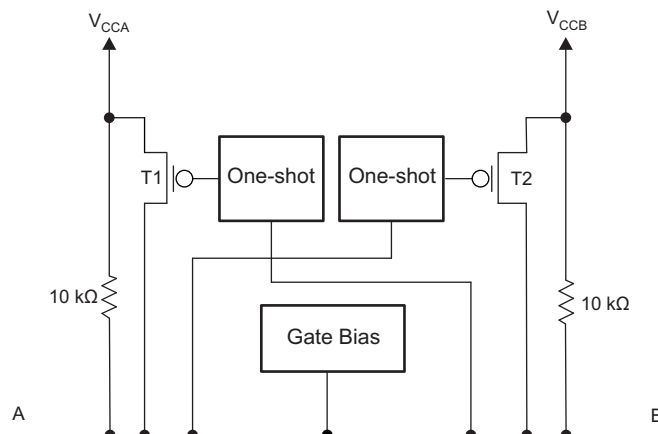 VCCA
VCCB
T1
One-shot
One-shot
T2
10 kΩ
10 kΩ
Gate Bias
A
B